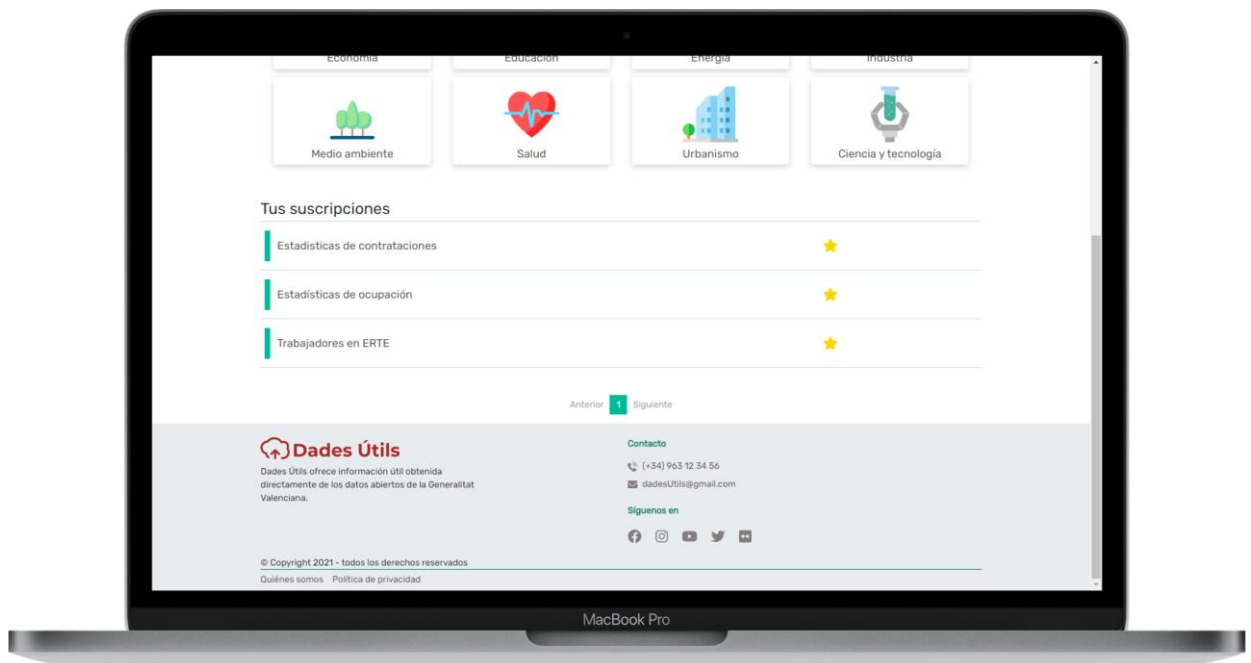 Economía
Educación
Energía
Industria
Medio ambiente
Salud
Urbanismo
Ciencia y tecnología
Tus suscripciones
Estadisticas de contrataciones
Estadísticas de ocupación
Trabajadores en ERTE
Anterior 1 Siguiente
Dades Útils
Dades Útils ofrece información útil obtenida
directamente de los datos abiertos de la Generalitat
Valenciana.
Contacto
(+34) 963 12 34 56
dadesUtils@gmail.com
Síguenos en
© Copyright 2021 - todos los derechos reservados
Quiénes somos Política de privacidad
MacBook Pro